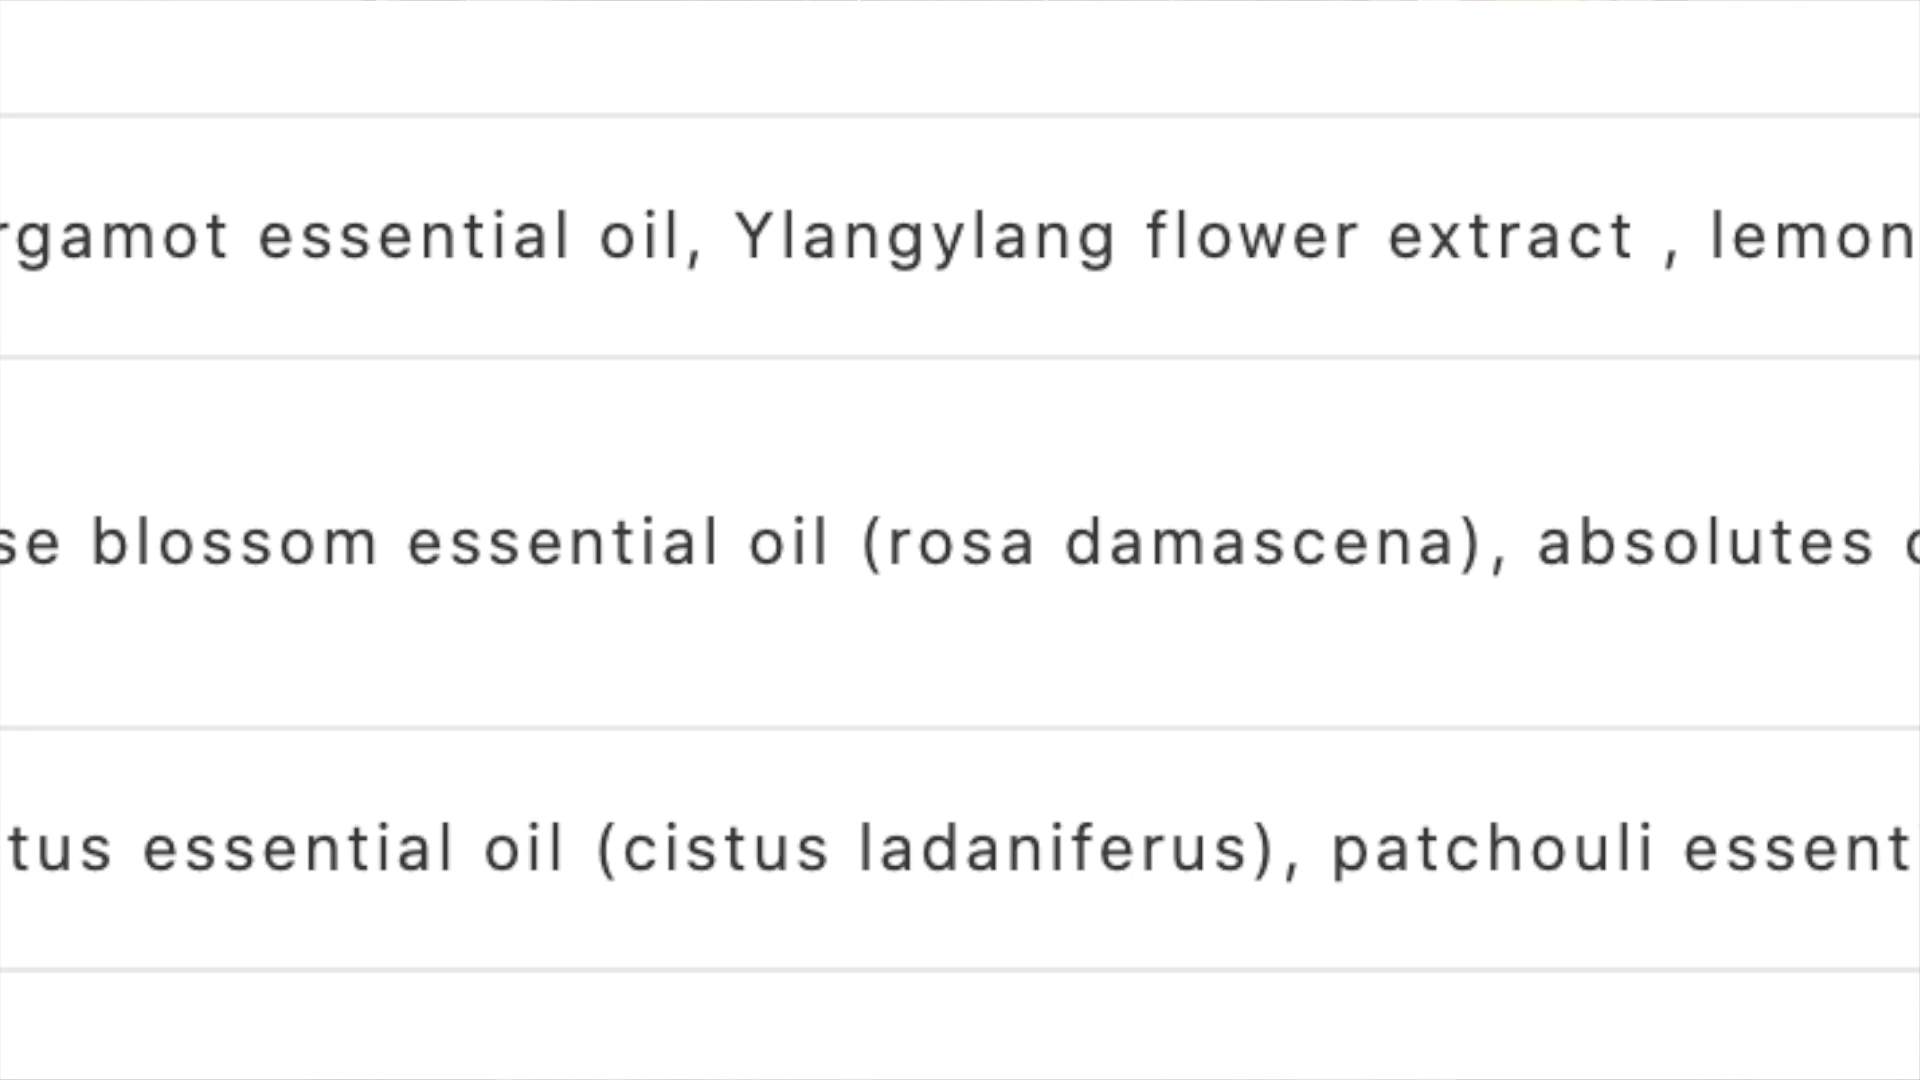 rgamot essential oil, Ylangylang flower extract , lemon
se blossom essential oil (rosa damascena), absolutes
tus essential oil (cistus ladaniferus), patchouli essent